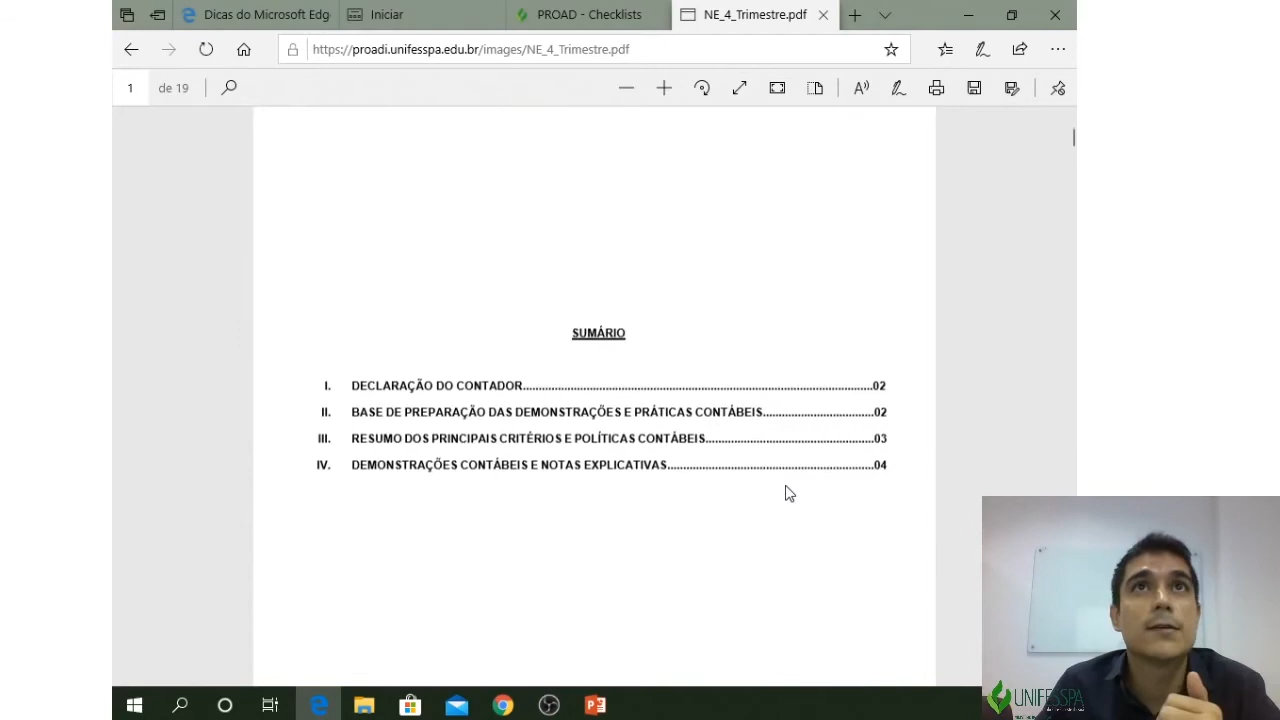 Dicas do Microsoft Edg
Iniciar
PROAD - Checklists
NE_4_Trimestre.pdf
https://proadi.unifesspa.edu.br/images/NE_4_Trimestre.pdf
1 de 19
SUMÁRIO
I. DECLARAÇÃO DO CONTADOR....................02
II. BASE DE PREPARAÇÃO DAS DEMONSTRAÇÕES E PRÁTICAS CONTÁBEIS....................02
III. RESUMO DOS PRINCIPAIS CRITÉRIOS E POLÍTICAS CONTÁBEIS....................03
IV. DEMONSTRAÇÕES CONTÁBEIS E NOTAS EXPLICATIVAS....................04
UNIFESSPA